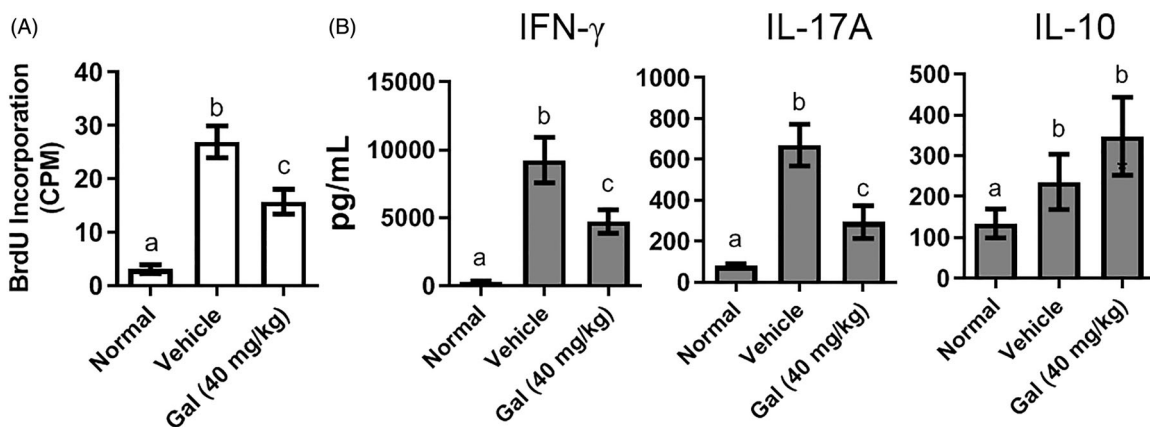 (A)
BrdU Incorporation
(CPM)
40
30
20
10
0
a
b
c
Normal
Vehicle
Gal (40 mg/kg)
(B)
pg/mL
IFN-γ
15000
10000
5000
0
a
b
c
Normal
Vehicle
Gal (40 mg/kg)
IL-17A
1000
800
600
400
200
0
a
b
c
Normal
Vehicle
Gal (40 mg/kg)
IL-10
500
400
300
200
100
0
a
b
b
Normal
Vehicle
Gal (40 mg/kg)